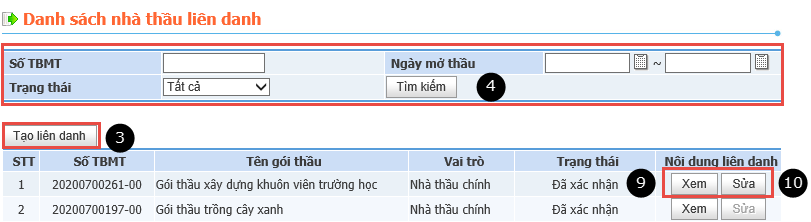 Danh sách nhà thầu liên danh
Số TBMT Ngày mở thầu ~
Trạng thái Tất cả Tìm kiếm 4
Tạo liên danh 3
STT Số TBMT Tên gói thầu Vai trò Trạng thái Nội dung liên danh
1 20200700261-00 Gói thầu xây dựng khuôn viên trường học Nhà thầu chính Đã xác nhận 9 Xem Sửa 10
2 20200700197-00 Gói thầu trồng cây xanh Nhà thầu chính Đã xác nhận Xem Sửa